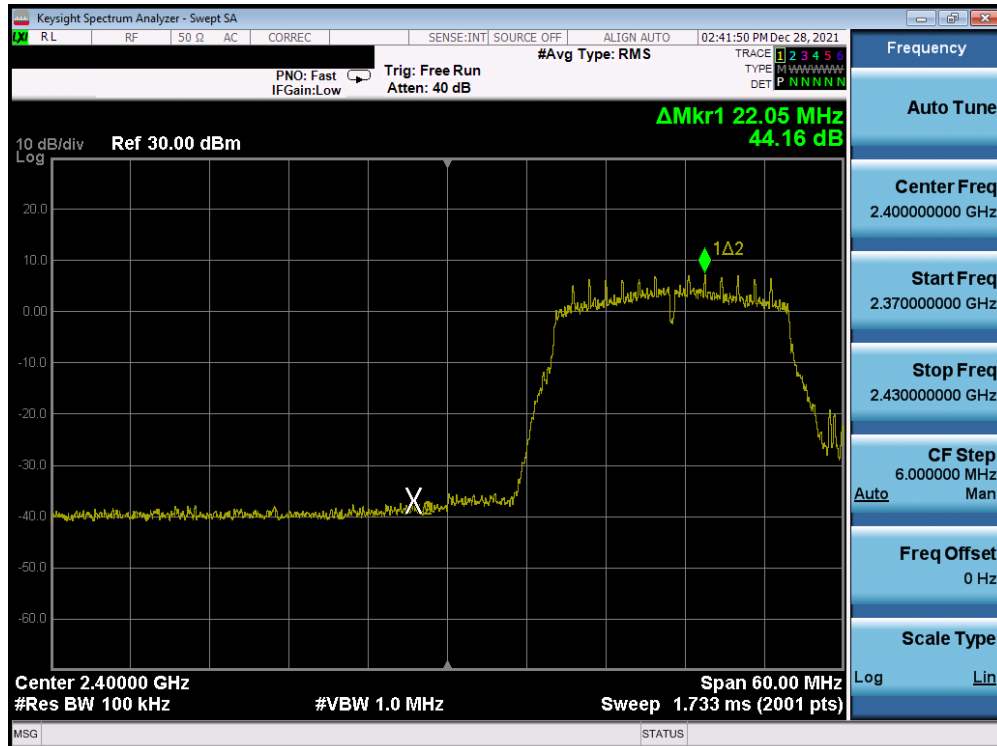 Keysight Spectrum Analyzer - Swept SA
LXI RL RF 50 Ω AC CORREC SENSE:INT SOURCE OFF ALIGN AUTO 02:41:50 PM Dec 28, 2021
#Avg Type: RMS TRACE 1 2 3 4 5 6
PNO: Fast Trig: Free Run TYPE M W W W W W
IFGain:Low Atten: 40 dB DET P N N N N N
ΔMkr1 22.05 MHz
44.16 dB
10 dB/div Ref 30.00 dBm
Log
20.0
10.0
0.00
-10.0
-20.0
-30.0
-40.0
-50.0
-60.0
1Δ2
X2
Center 2.40000 GHz Span 60.00 MHz
#Res BW 100 kHz #VBW 1.0 MHz Sweep 1.733 ms (2001 pts)
MSG STATUS
Frequency
Auto Tune
Center Freq
2.400000000 GHz
Start Freq
2.370000000 GHz
Stop Freq
2.430000000 GHz
CF Step
6.000000 MHz
Auto Man
Freq Offset
0 Hz
Scale Type
Log Lin